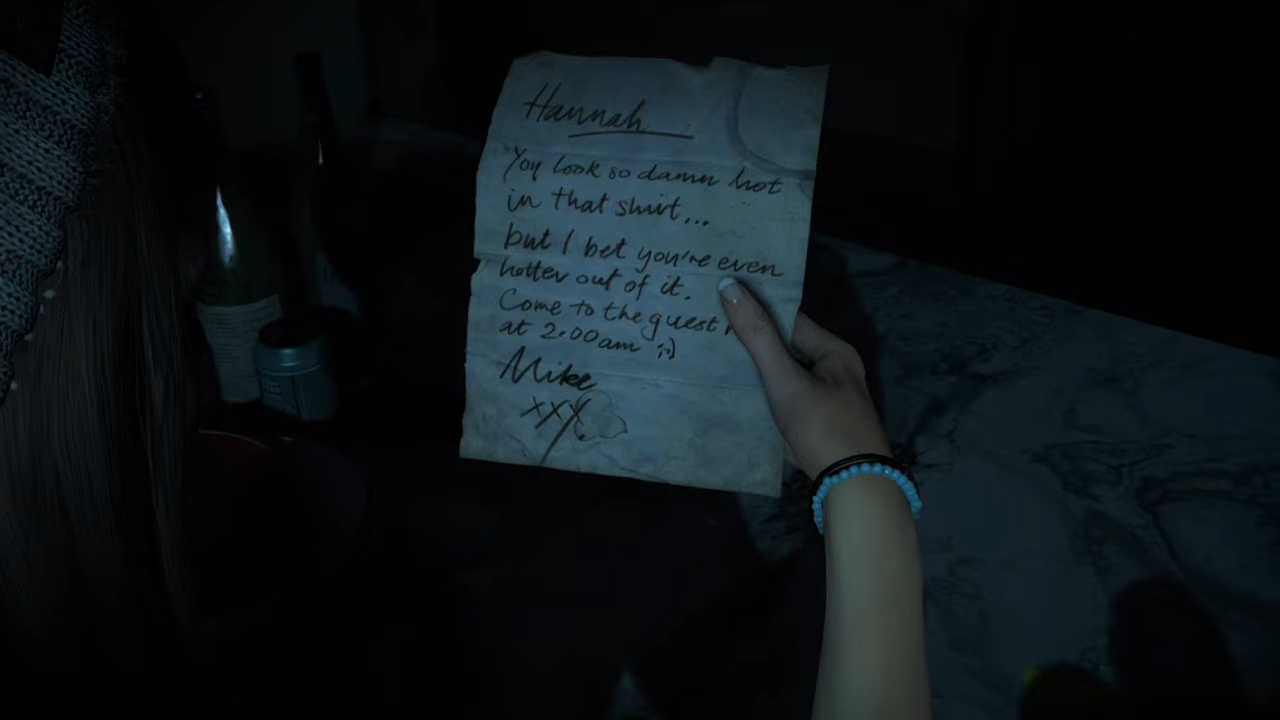 Hannah
You look so damn hot
in that shirt...
but I bet you're even
hotter out of it.
Come to the guest
at 2.00am ;)
Mike
xxx